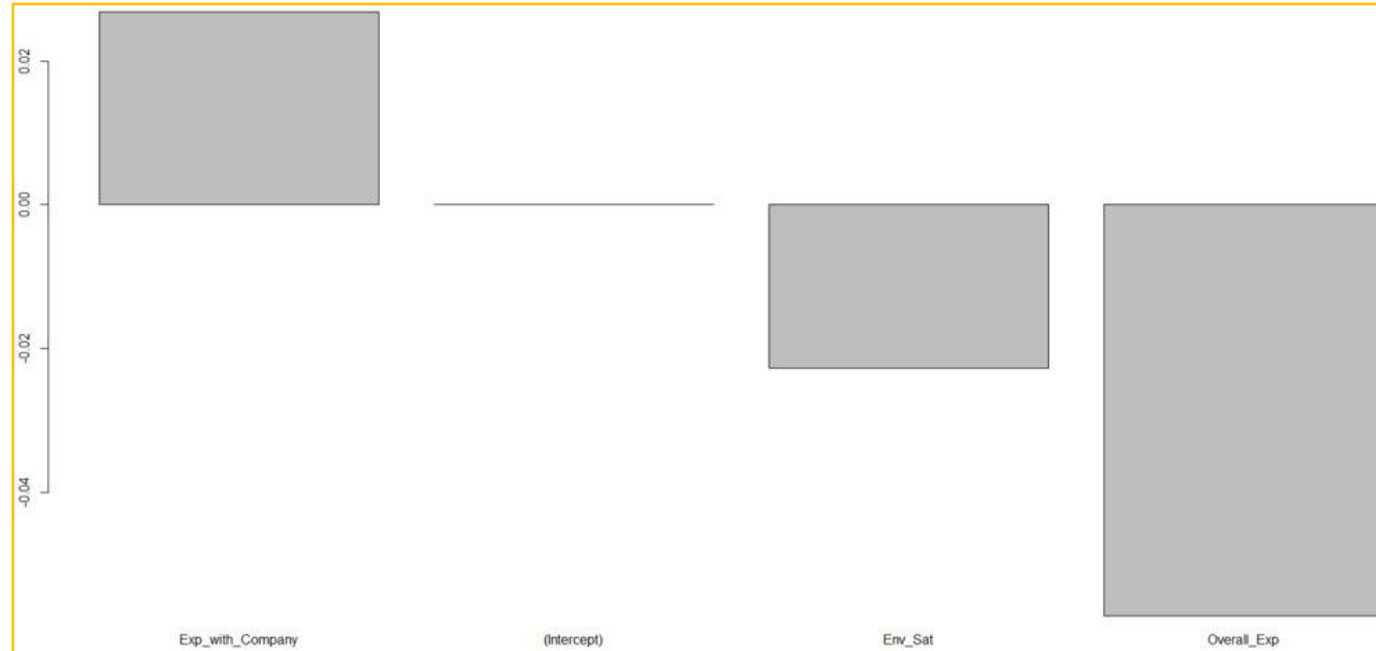 0.02
0.00
-0.02
-0.04
Exp_with_Company
(Intercept)
Env_Sat
Overall_Exp